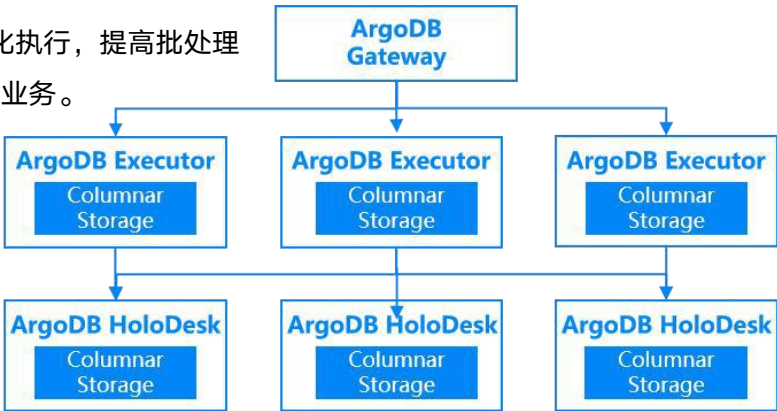 化执行，提高批处理
业务。
ArgoDB
Gateway
ArgoDB Executor
Columnar
Storage
ArgoDB Executor
Columnar
Storage
ArgoDB Executor
Columnar
Storage
ArgoDB HoloDesk
Columnar
Storage
ArgoDB HoloDesk
Columnar
Storage
ArgoDB HoloDesk
Columnar
Storage